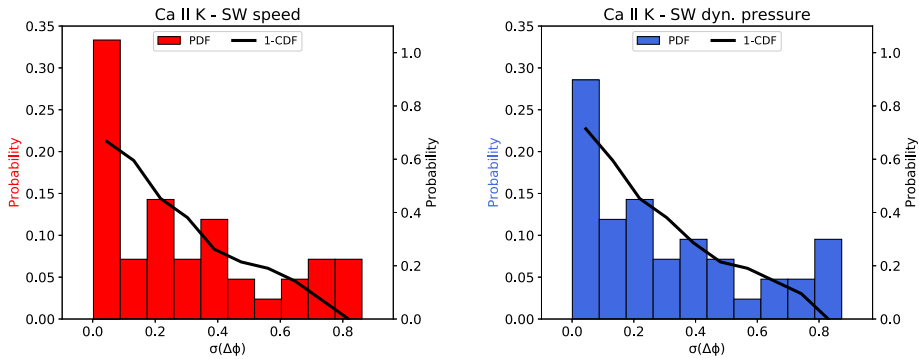 Ca II K - SW speed
PDF 1-CDF
0.35
0.30
0.25
0.20
0.15
0.10
0.05
0.00
Probability
1.0
0.8
0.6
0.4
0.2
0.0
Probability
0.0 0.2 0.4 0.6 0.8
σ(Δϕ)
Ca II K - SW dyn. pressure
PDF 1-CDF
0.35
0.30
0.25
0.20
0.15
0.10
0.05
0.00
Probability
1.0
0.8
0.6
0.4
0.2
0.0
Probability
0.0 0.2 0.4 0.6 0.8
σ(Δϕ)